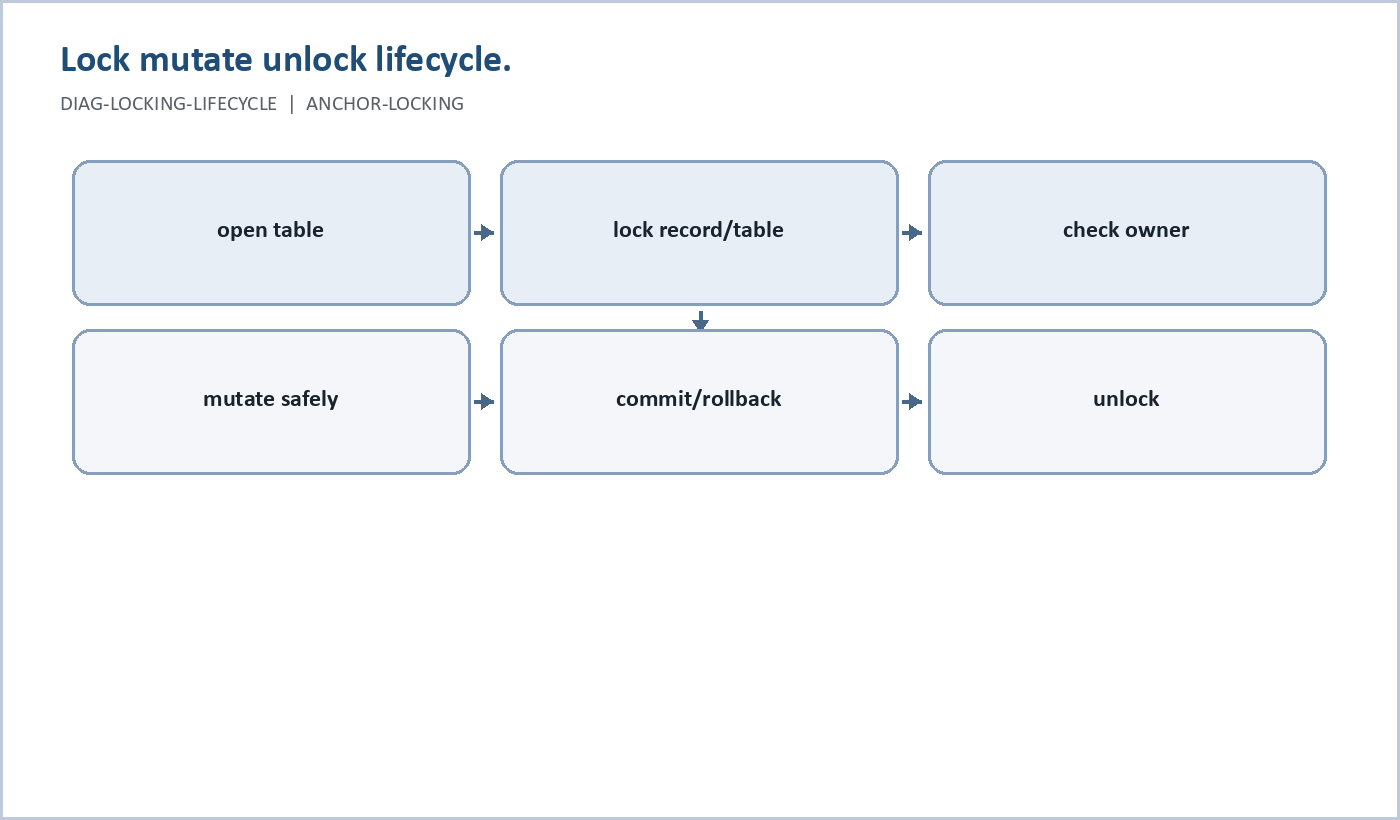 Lock mutate unlock lifecycle.
DIAG-LOCKING-LIFECYCLE | ANCHOR-LOCKING
open table
lock record/table
check owner
mutate safely
commit/rollback
unlock